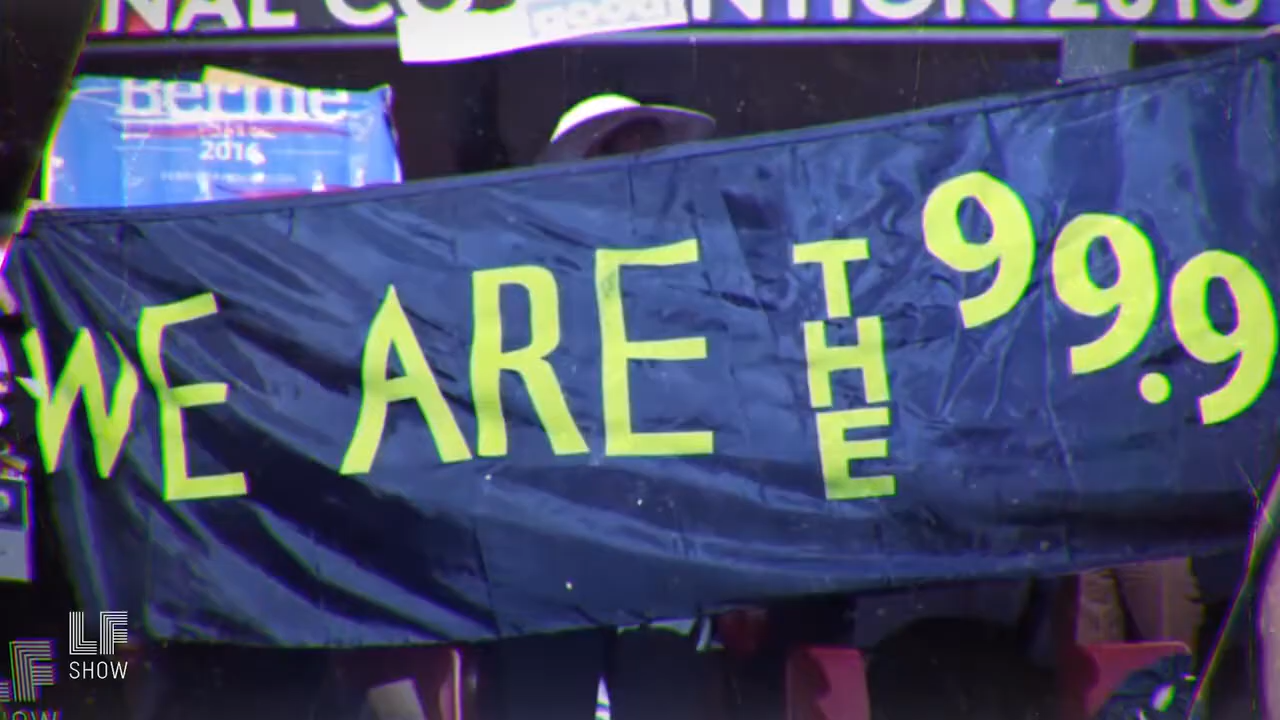 NAL CO NTION 2016
Bernie
2016
WE ARE THE 99.9
LF
SHOW